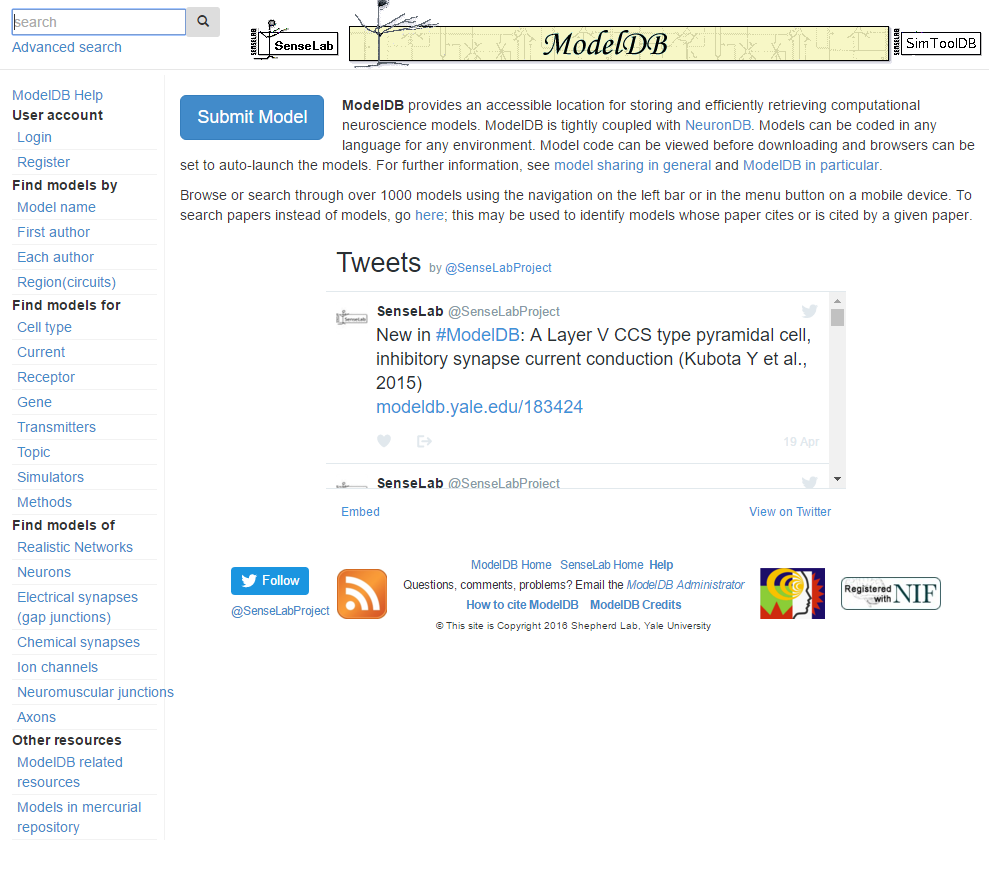 search
Advanced search
SENSELAB
SenseLab
ModelDB
SENSELAB
SimToolDB
ModelDB Help
User account
Login
Register
Find models by
Model name
First author
Each author
Region(circuits)
Find models for
Cell type
Current
Receptor
Gene
Transmitters
Topic
Simulators
Methods
Find models of
Realistic Networks
Neurons
Electrical synapses
(gap junctions)
Chemical synapses
Ion channels
Neuromuscular junctions
Axons
Other resources
ModelDB related
resources
Models in mercurial
repository
Submit Model
ModelDB provides an accessible location for storing and efficiently retrieving computational
neuroscience models. ModelDB is tightly coupled with NeuronDB. Models can be coded in any
language for any environment. Model code can be viewed before downloading and browsers can be
set to auto-launch the models. For further information, see model sharing in general and ModelDB in particular.
Browse or search through over 1000 models using the navigation on the left bar or in the menu button on a mobile device. To
search papers instead of models, go here; this may be used to identify models whose paper cites or is cited by a given paper.
Tweets by @SenseLabProject
SenseLab @SenseLabProject
New in #ModelDB: A Layer V CCS type pyramidal cell,
inhibitory synapse current conduction (Kubota Y et al.,
2015)
modeldb.yale.edu/183424
19 Apr
SenseLab @SenseLabProject
Embed
View on Twitter
Follow
@SenseLabProject
ModelDB Home SenseLab Home Help
Questions, comments, problems? Email the ModelDB Administrator
How to cite ModelDB ModelDB Credits
© This site is Copyright 2016 Shepherd Lab, Yale University
Registered
with NIF